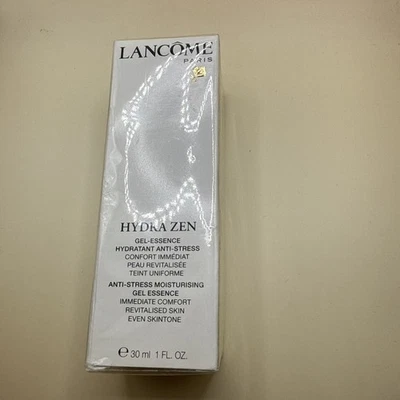 LANCÔME
PARIS
HYDRA ZEN
GEL-ESSENCE
HYDRATANT ANTI-STRESS
CONFORT IMMÉDIAT
PEAU REVITALISÉE
TEINT UNIFORME
ANTI-STRESS MOISTURISING
GEL ESSENCE
IMMEDIATE COMFORT
REVITALISED SKIN
EVEN SKINTONE
℮ 30 ml 1 FL. OZ.